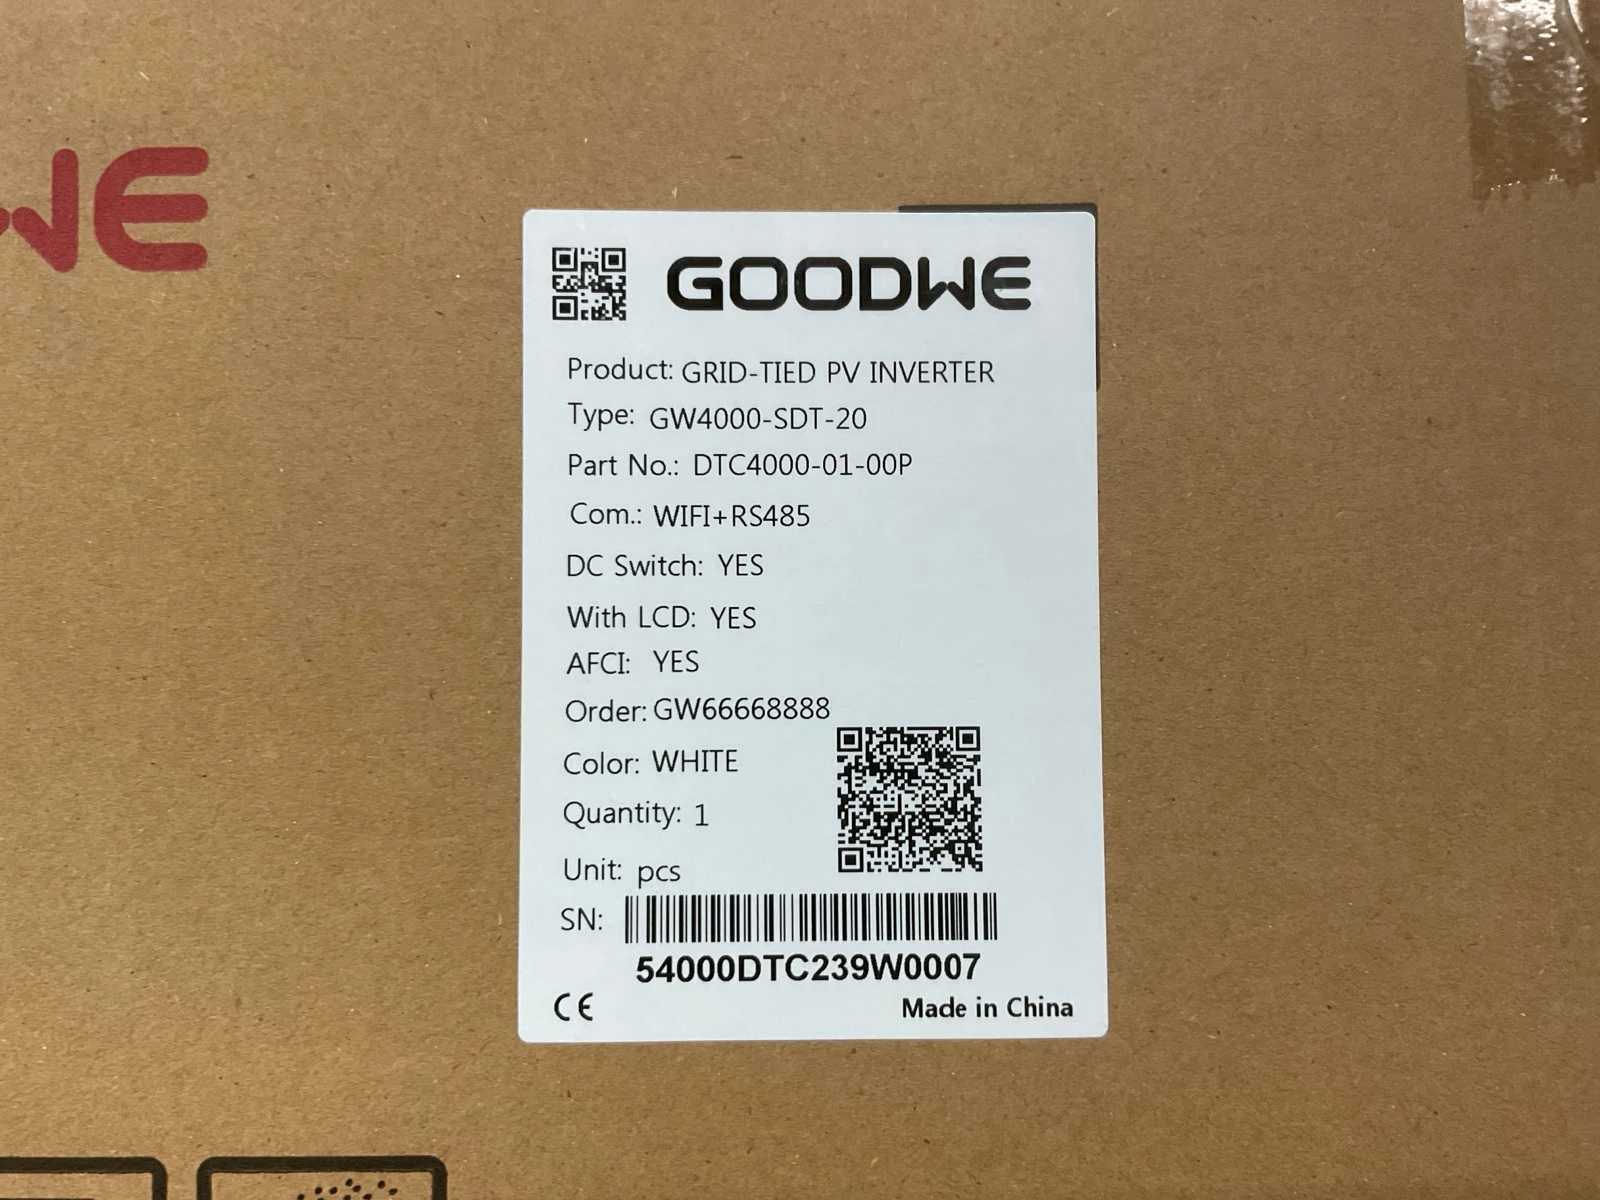 WE
GOODWE
Product: GRID-TIED PV INVERTER
Type: GW4000-SDT-20
Part No.: DTC4000-01-00P
Com.: WIFI+RS485
DC Switch: YES
With LCD: YES
AFCI: YES
Order: GW66668888
Color: WHITE
Quantity: 1
Unit: pcs
SN:
54000DTC239W0007
CE
Made in China